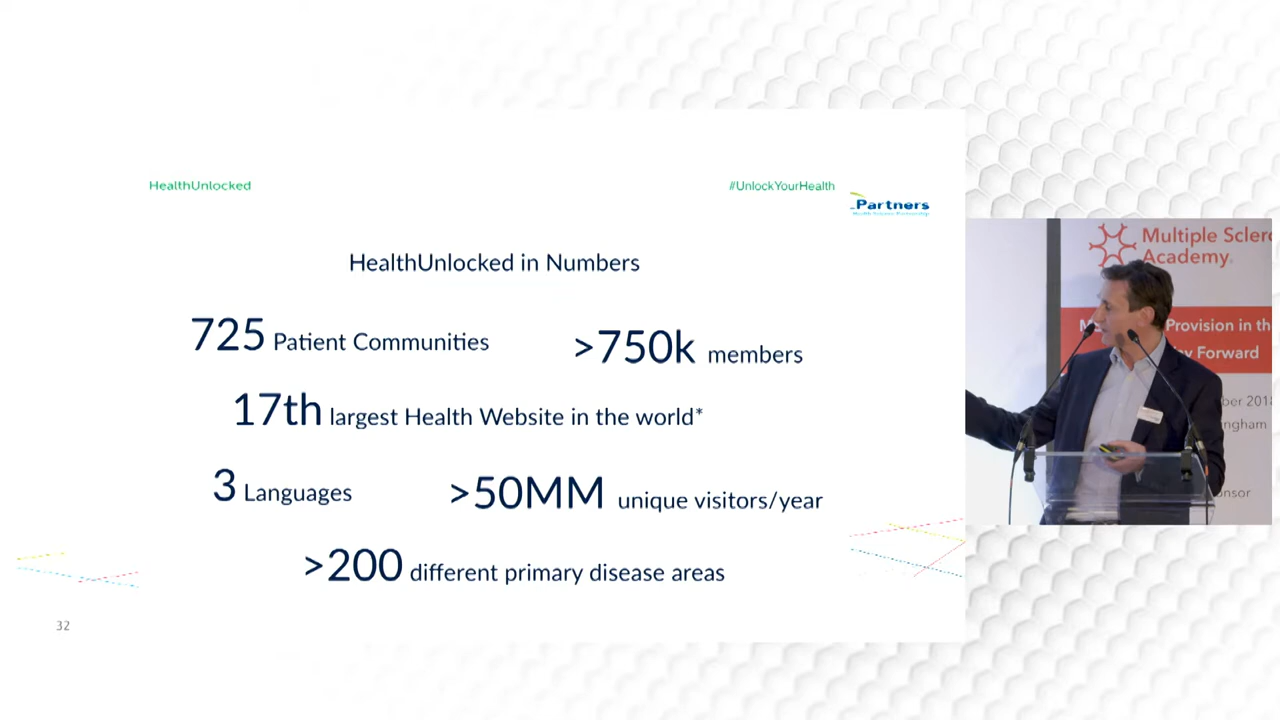 HealthUnlocked
#UnlockYourHealth
Partners
HealthUnlocked in Numbers
725 Patient Communities
>750k members
17th largest Health Website in the world*
3 Languages
>50MM unique visitors/year
>200 different primary disease areas
32
Multiple Sclero
Academy
Provision in th
Forward
ber 2018
ngham
onsor